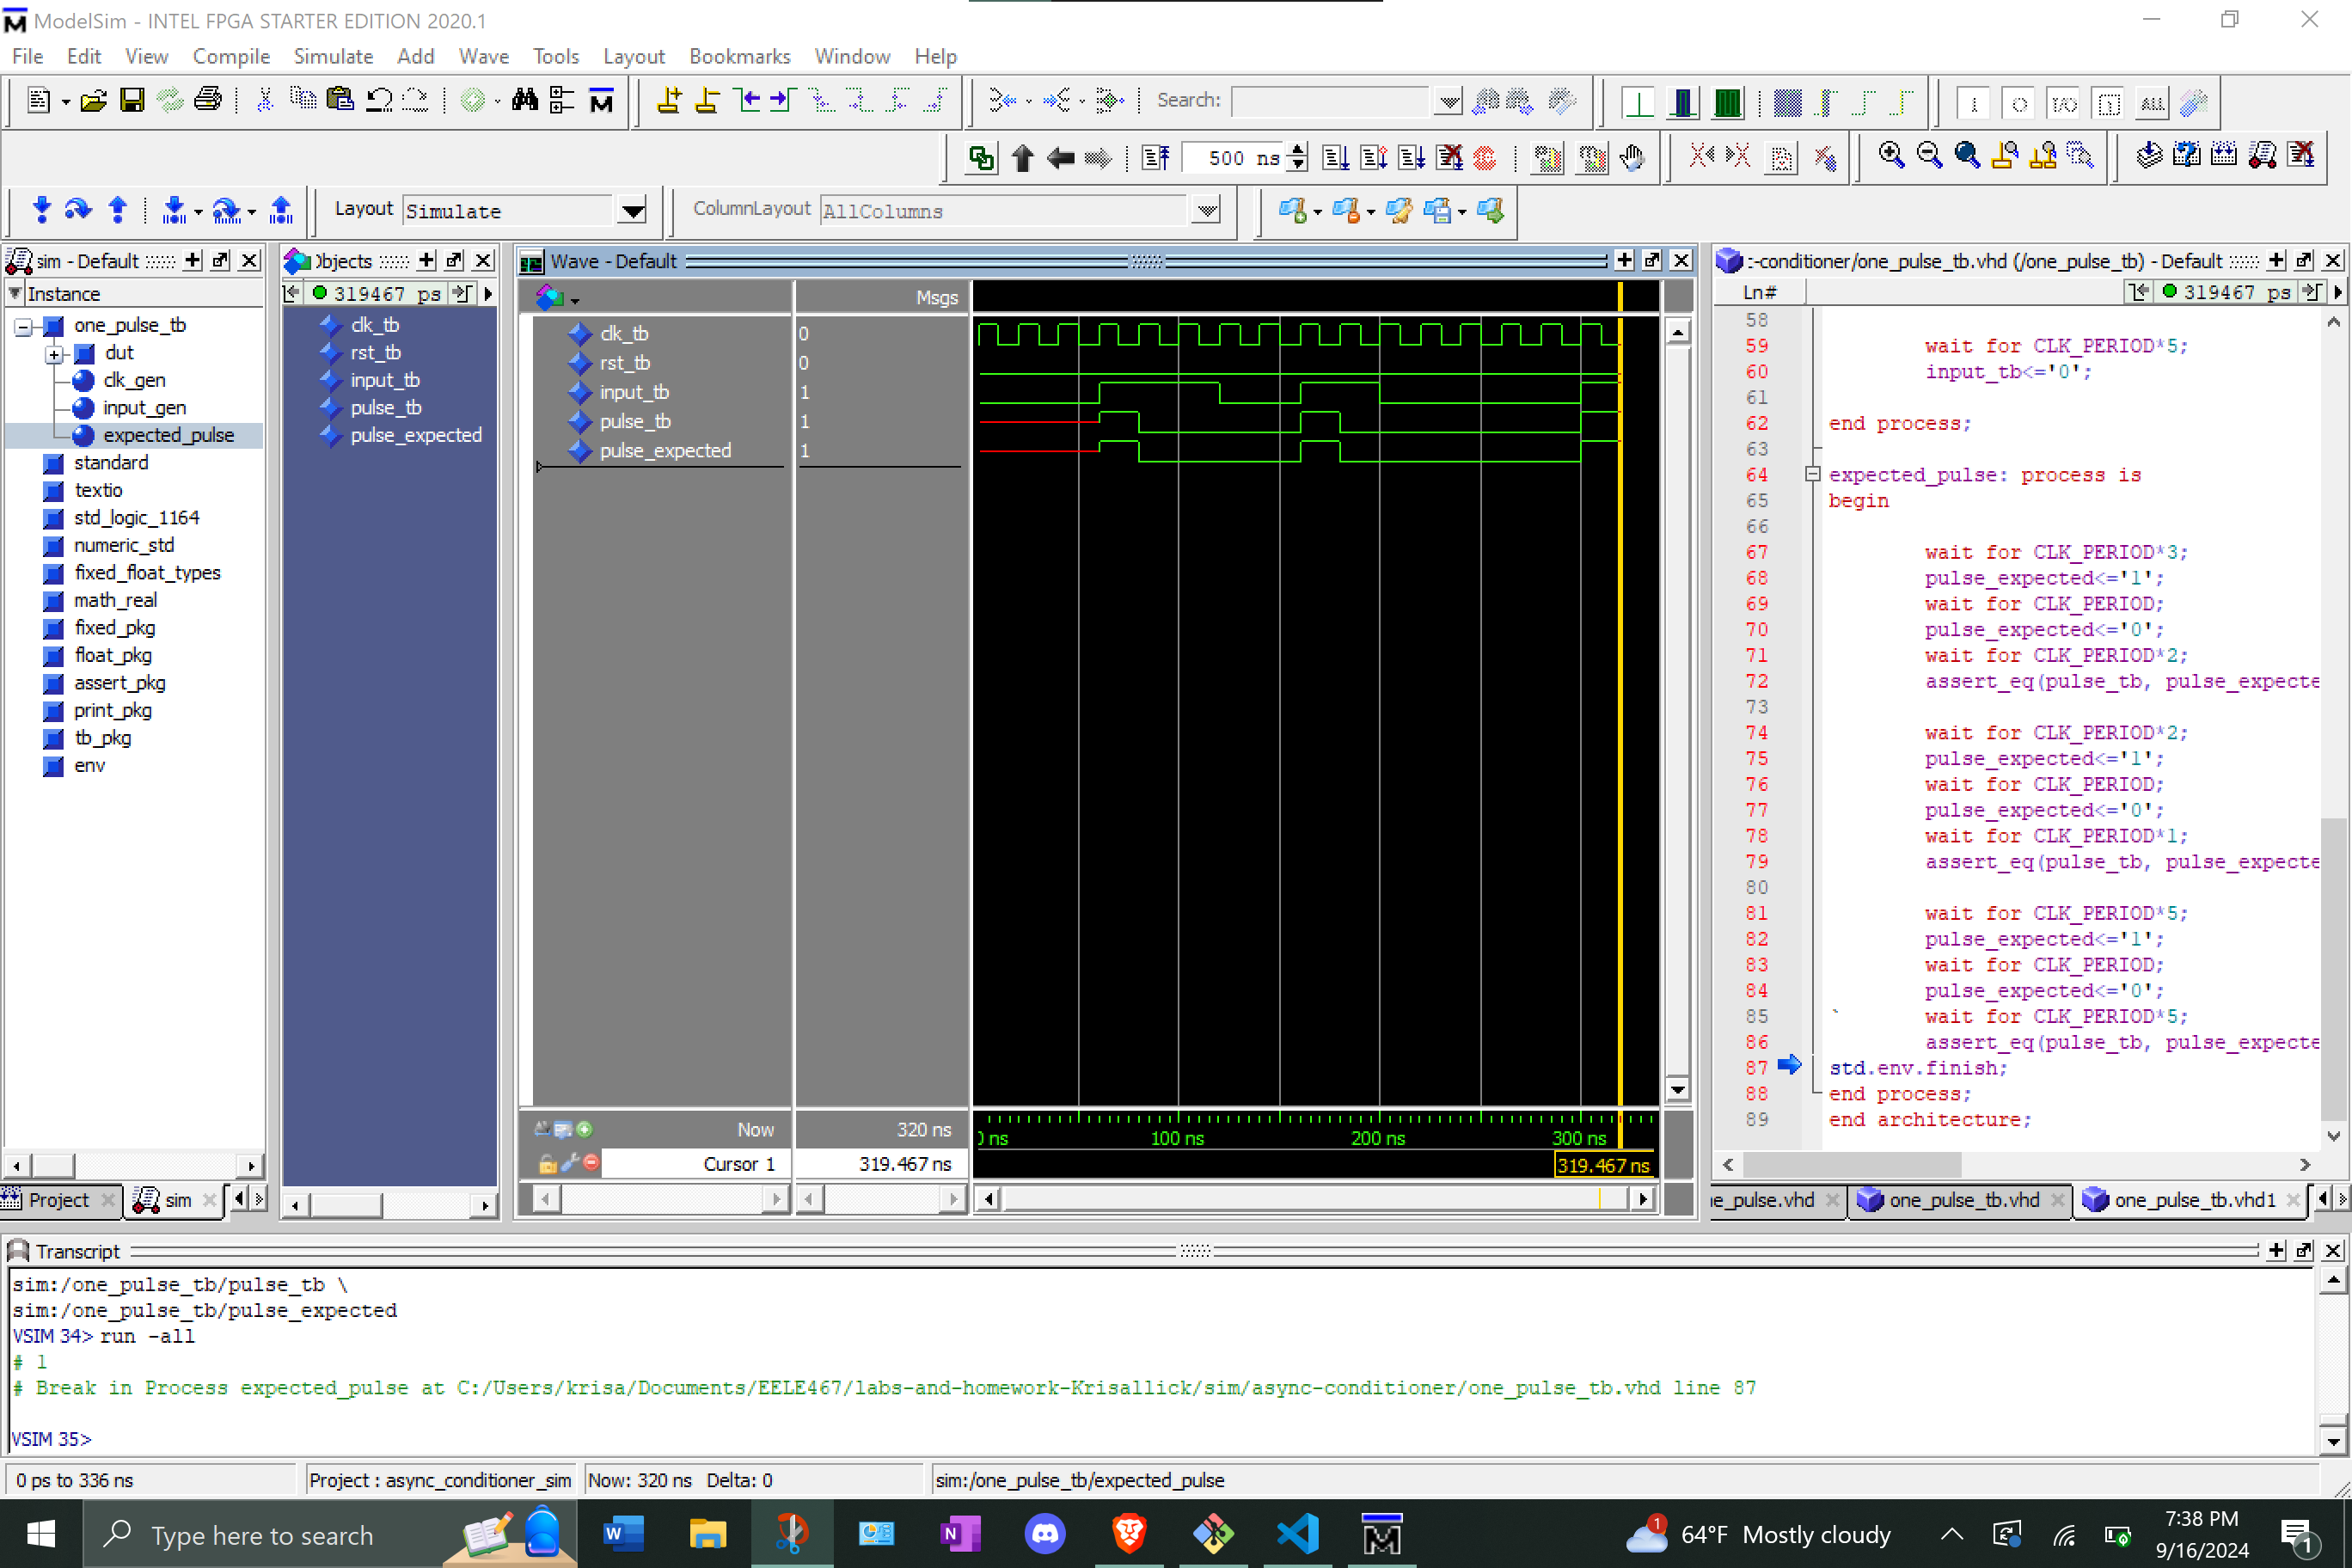 ModelSim - INTEL FPGA STARTER EDITION 2020.1
File Edit View Compile Simulate Add Wave Tools Layout Bookmarks Window Help
Search:
500 ns
Layout Simulate
ColumnLayout AllColumns
sim - Default
Instance
one_pulse_tb
dut
clk_gen
input_gen
expected_pulse
standard
textio
std_logic_1164
numeric_std
fixed_float_types
math_real
fixed_pkg
float_pkg
assert_pkg
print_pkg
tb_pkg
env
Project
sim
bjects
319467 ps
clk_tb
rst_tb
input_tb
pulse_tb
pulse_expected
Wave - Default
Msgs
clk_tb 0
rst_tb 0
input_tb 1
pulse_tb 1
pulse_expected 1
Now 320 ns
Cursor 1 319.467 ns
0 ns 100 ns 200 ns 300 ns
319.467 ns
:-conditioner/one_pulse_tb.vhd (/one_pulse_tb) - Default
Ln# 319467 ps
58
59 wait for CLK_PERIOD*5;
60 input_tb<='0';
61
62 end process;
63
64 expected_pulse: process is
65 begin
66
67 wait for CLK_PERIOD*3;
68 pulse_expected<='1';
69 wait for CLK_PERIOD;
70 pulse_expected<='0';
71 wait for CLK_PERIOD*2;
72 assert_eq(pulse_tb, pulse_expecte
73
74 wait for CLK_PERIOD*2;
75 pulse_expected<='1';
76 wait for CLK_PERIOD;
77 pulse_expected<='0';
78 wait for CLK_PERIOD*1;
79 assert_eq(pulse_tb, pulse_expecte
80
81 wait for CLK_PERIOD*5;
82 pulse_expected<='1';
83 wait for CLK_PERIOD;
84 pulse_expected<='0';
85 ` wait for CLK_PERIOD*5;
86 assert_eq(pulse_tb, pulse_expecte
87 std.env.finish;
88 end process;
89 end architecture;
ne_pulse.vhd one_pulse_tb.vhd one_pulse_tb.vhd1
Transcript
sim:/one_pulse_tb/pulse_tb \
sim:/one_pulse_tb/pulse_expected
VSIM 34> run -all
# 1
# Break in Process expected_pulse at C:/Users/krisa/Documents/EELE467/labs-and-homework-Krisallick/sim/async-conditioner/one_pulse_tb.vhd line 87
VSIM 35>
0 ps to 336 ns
Project : async_conditioner_sim
Now: 320 ns Delta: 0
sim:/one_pulse_tb/expected_pulse
Type here to search
1
64°F Mostly cloudy
7:38 PM
9/16/2024
1